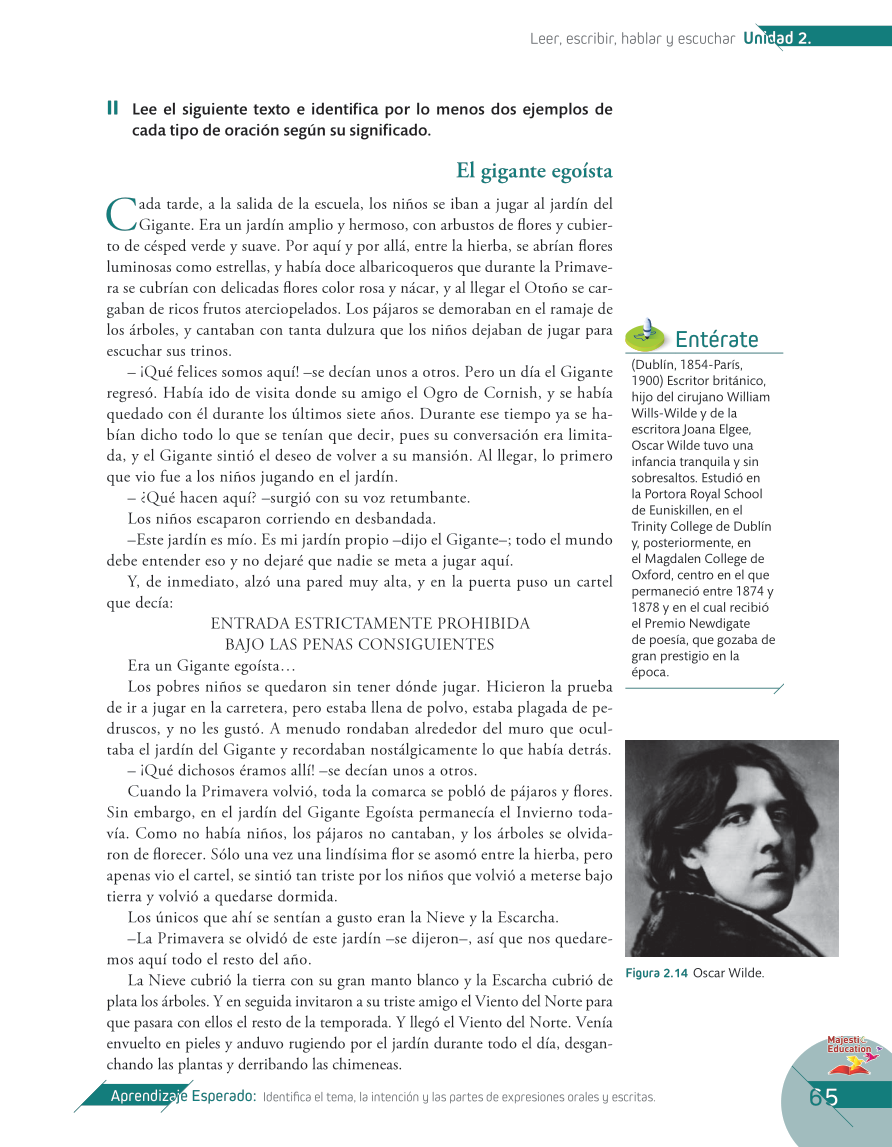 Leer, escribir, hablar y escuchar Unidad 2.
II Lee el siguiente texto e identifica por lo menos dos ejemplos de
cada tipo de oración según su significado.
El gigante egoísta
Cada tarde, a la salida de la escuela, los niños se iban a jugar al jardín del
Gigante. Era un jardín amplio y hermoso, con arbustos de flores y cubier-
to de césped verde y suave. Por aquí y por allá, entre la hierba, se abrían flores
luminosas como estrellas, y había doce albaricoqueros que durante la Primave-
ra se cubrían con delicadas flores color rosa y nácar, y al llegar el Otoño se car-
gaban de ricos frutos aterciopelados. Los pájaros se demoraban en el ramaje de
los árboles, y cantaban con tanta dulzura que los niños dejaban de jugar para
escuchar sus trinos.
– ¡Qué felices somos aquí! –se decían unos a otros. Pero un día el Gigante
regresó. Había ido de visita donde su amigo el Ogro de Cornish, y se había
quedado con él durante los últimos siete años. Durante ese tiempo ya se ha-
bían dicho todo lo que se tenían que decir, pues su conversación era limita-
da, y el Gigante sintió el deseo de volver a su mansión. Al llegar, lo primero
que vio fue a los niños jugando en el jardín.
– ¿Qué hacen aquí? –surgió con su voz retumbante.
Los niños escaparon corriendo en desbandada.
–Este jardín es mío. Es mi jardín propio –dijo el Gigante–; todo el mundo
debe entender eso y no dejaré que nadie se meta a jugar aquí.
Y, de inmediato, alzó una pared muy alta, y en la puerta puso un cartel
que decía:
ENTRADA ESTRICTAMENTE PROHIBIDA
BAJO LAS PENAS CONSIGUIENTES
Era un Gigante egoísta…
Los pobres niños se quedaron sin tener dónde jugar. Hicieron la prueba
de ir a jugar en la carretera, pero estaba llena de polvo, estaba plagada de pe-
druscos, y no les gustó. A menudo rondaban alrededor del muro que ocul-
taba el jardín del Gigante y recordaban nostálgicamente lo que había detrás.
– ¡Qué dichosos éramos allí! –se decían unos a otros.
Cuando la Primavera volvió, toda la comarca se pobló de pájaros y flores.
Sin embargo, en el jardín del Gigante Egoísta permanecía el Invierno toda-
vía. Como no había niños, los pájaros no cantaban, y los árboles se olvida-
ron de florecer. Sólo una vez una lindísima flor se asomó entre la hierba, pero
apenas vio el cartel, se sintió tan triste por los niños que volvió a meterse bajo
tierra y volvió a quedarse dormida.
Los únicos que ahí se sentían a gusto eran la Nieve y la Escarcha.
–La Primavera se olvidó de este jardín –se dijeron–, así que nos quedare-
mos aquí todo el resto del año.
La Nieve cubrió la tierra con su gran manto blanco y la Escarcha cubrió de
plata los árboles. Y en seguida invitaron a su triste amigo el Viento del Norte para
que pasara con ellos el resto de la temporada. Y llegó el Viento del Norte. Venía
envuelto en pieles y anduvo rugiendo por el jardín durante todo el día, desgan-
chando las plantas y derribando las chimeneas.
Entérate
(Dublín, 1854-París,
1900) Escritor británico,
hijo del cirujano William
Wills-Wilde y de la
escritora Joana Elgee,
Oscar Wilde tuvo una
infancia tranquila y sin
sobresaltos. Estudió en
la Portora Royal School
de Euniskillen, en el
Trinity College de Dublín
y, posteriormente, en
el Magdalen College de
Oxford, centro en el que
permaneció entre 1874 y
1878 y en el cual recibió
el Premio Newdigate
de poesía, que gozaba de
gran prestigio en la
época.
Figura 2.14 Oscar Wilde.
Majestic
Education
Aprendizaje Esperado: Identifica el tema, la intención y las partes de expresiones orales y escritas.
65